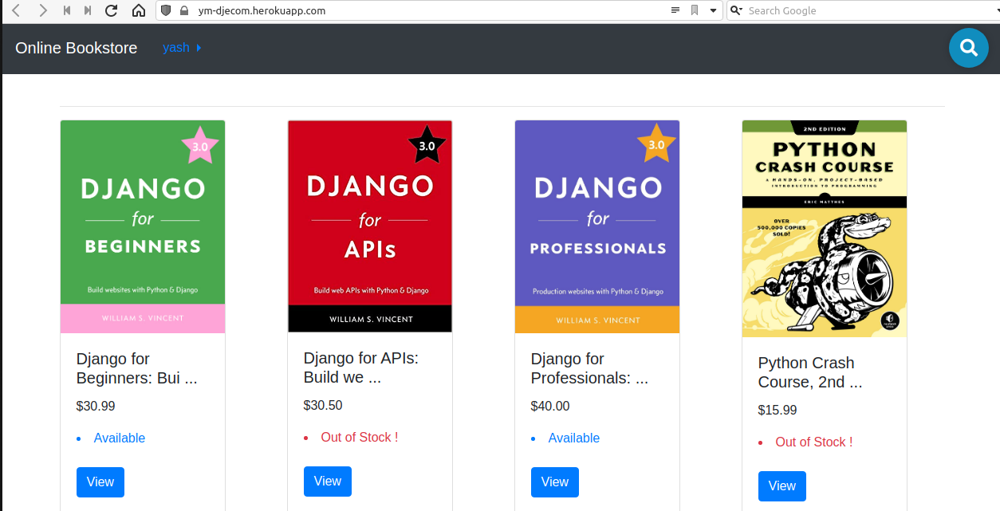 ym-djecom.herokuapp.com
Search Google
Online Bookstore
yash
3.0
DJANGO
for
BEGINNERS
Build websites with Python & Django
WILLIAM S. VINCENT
Django for
Beginners: Bui ...
$30.99
Available
View
3.0
DJANGO
for
APIs
Build web APIs with Python & Django
WILLIAM S. VINCENT
Django for APIs:
Build we ...
$30.50
Out of Stock !
View
3.0
DJANGO
for
PROFESSIONALS
Production websites with Python & Django
WILLIAM S. VINCENT
Django for
Professionals: ...
$40.00
Available
View
2ND EDITION
PYTHON
CRASH COURSE
A HANDS-ON, PROJECT-BASED
INTRODUCTION TO PROGRAMMING
ERIC MATTHES
OVER
500,000 COPIES
SOLD!
Python Crash
Course, 2nd ...
$15.99
Out of Stock !
View